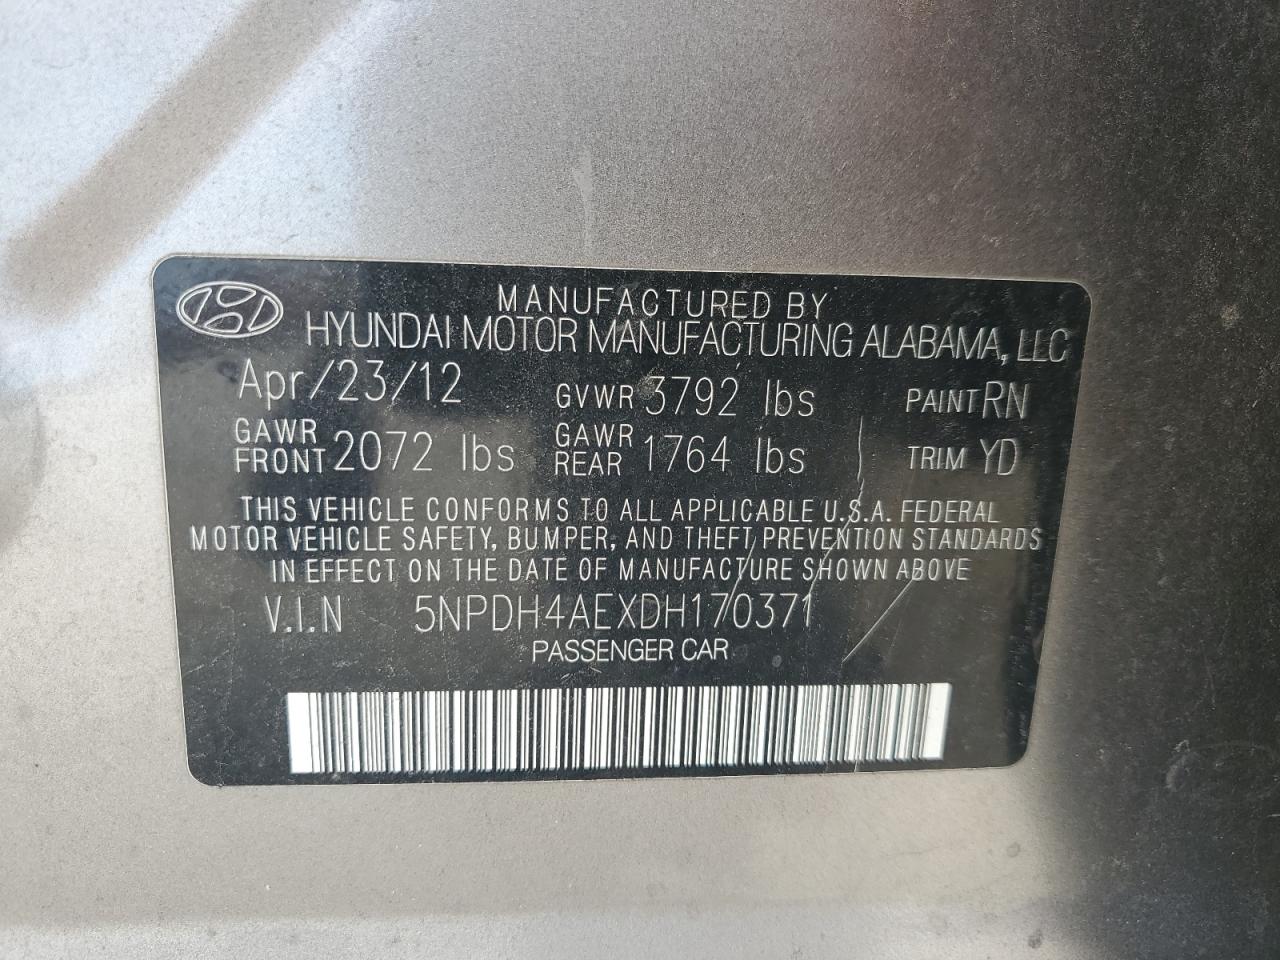 MANUFACTURED BY
HYUNDAI MOTOR MANUFACTURING ALABAMA, LLC
Apr/23/12 GVWR 3792 lbs PAINT RN
GAWR FRONT 2072 lbs GAWR REAR 1764 lbs TRIM YD
THIS VEHICLE CONFORMS TO ALL APPLICABLE U.S.A. FEDERAL
MOTOR VEHICLE SAFETY, BUMPER, AND THEFT PREVENTION STANDARDS
IN EFFECT ON THE DATE OF MANUFACTURE SHOWN ABOVE
V.I.N 5NPDH4AEXDH170371
PASSENGER CAR